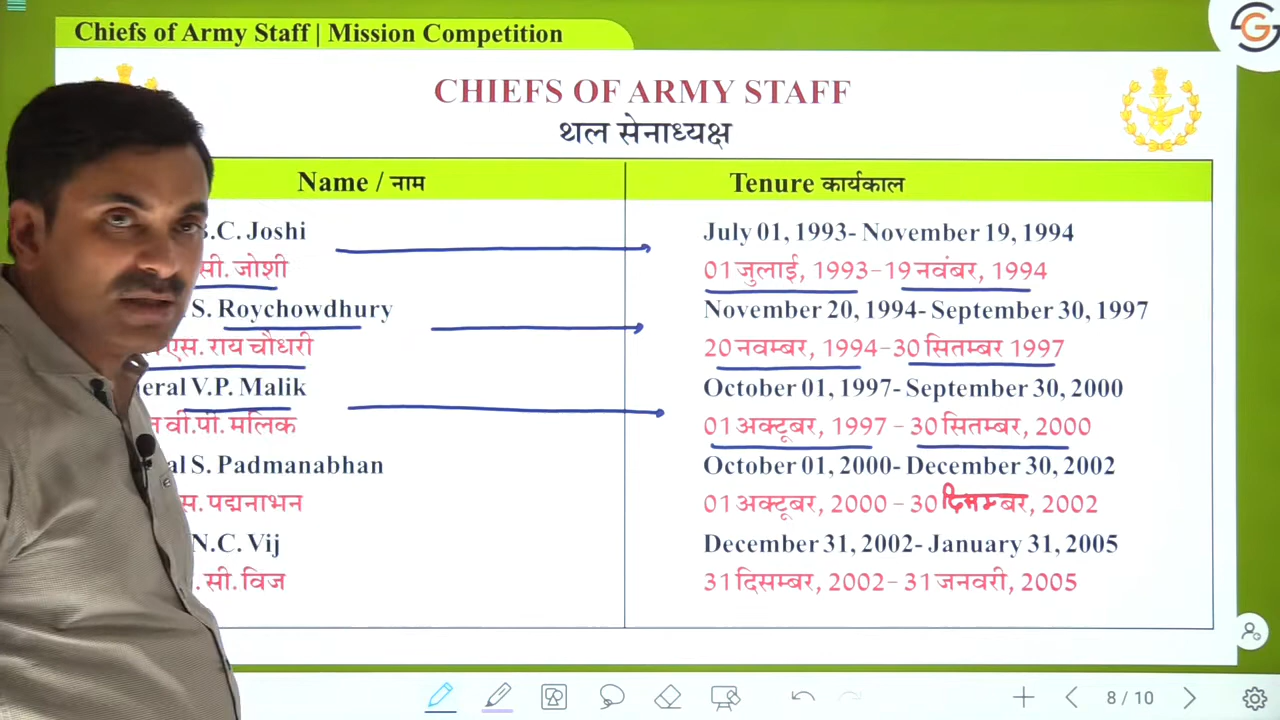 Chiefs of Army Staff | Mission Competition
CHIEFS OF ARMY STAFF
थल सेनाध्यक्ष
Name / नाम
Tenure कार्यकाल
.C. Joshi
July 01, 1993- November 19, 1994
सी. जोशी
01 जुलाई, 1993-19 नवंबर, 1994
S. Roychowdhury
November 20, 1994- September 30, 1997
एस. राय चौधरी
20 नवम्बर, 1994-30 सितम्बर 1997
eral V.P. Malik
October 01, 1997- September 30, 2000
वी.पी. मलिक
01 अक्टूबर, 1997 - 30 सितम्बर, 2000
al S. Padmanabhan
October 01, 2000- December 30, 2002
स. पद्मनाभन
01 अक्टूबर, 2000 - 30 दिसम्बर, 2002
N.C. Vij
December 31, 2002- January 31, 2005
. सी. विज
31 दिसम्बर, 2002- 31 जनवरी, 2005
8 / 10